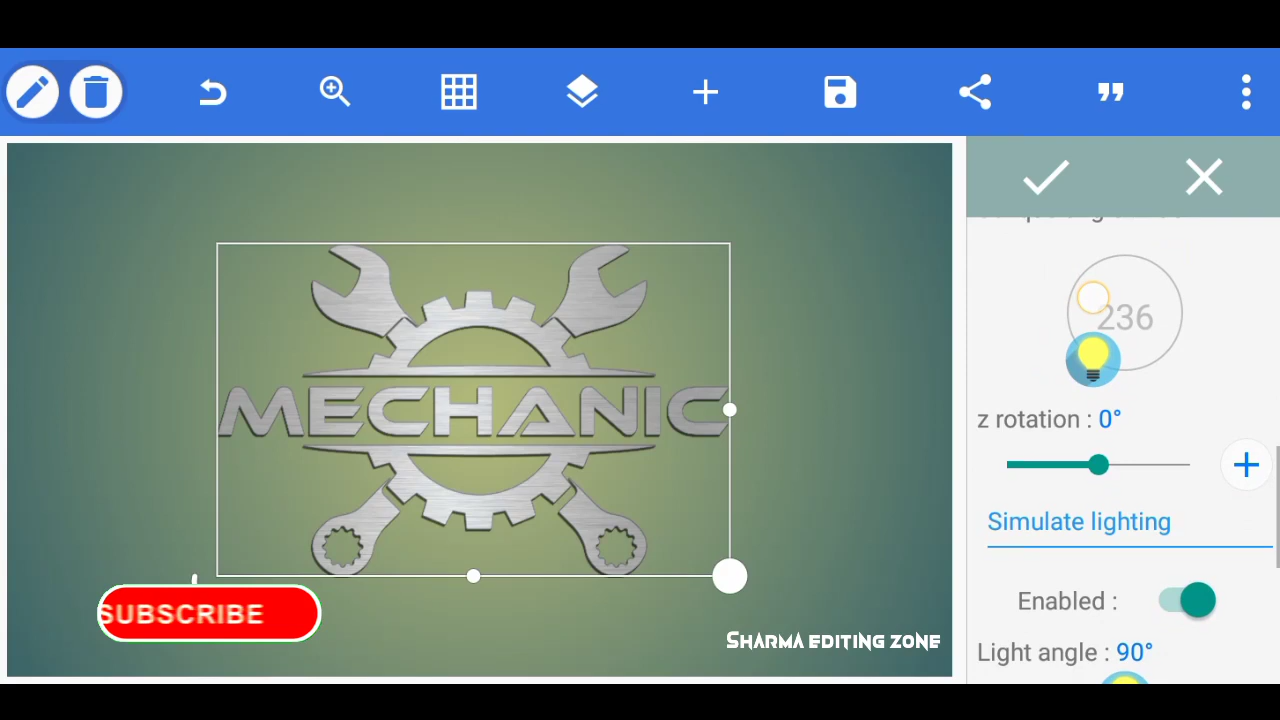 236
MECHANIC
z rotation : 0°
Simulate lighting
Enabled :
SUBSCRIBE
Light angle : 90°
SHARMA EDITING ZONE